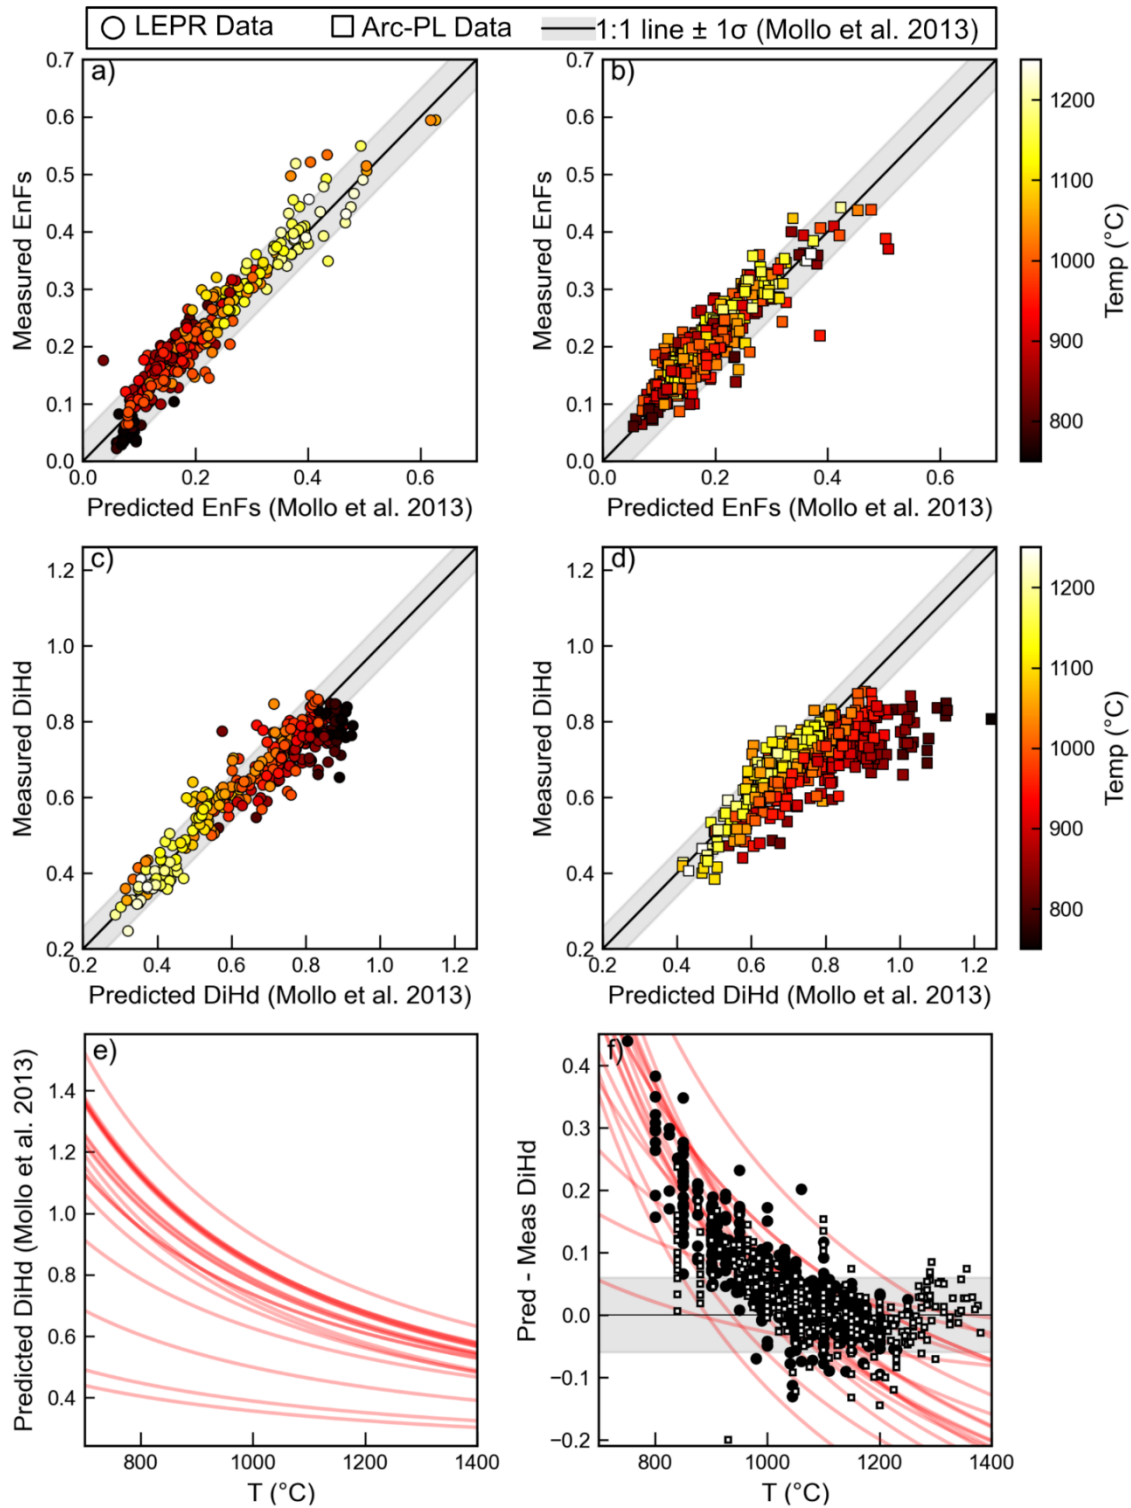 LEPR Data Arc-PL Data 1:1 line ± 1σ (Mollo et al. 2013)
a)
0.7
0.6
0.5
0.4
0.3
0.2
0.1
0.0
Measured EnFs
0.0 0.2 0.4 0.6
Predicted EnFs (Mollo et al. 2013)
b)
0.7
0.6
0.5
0.4
0.3
0.2
0.1
0.0
Measured EnFs
0.0 0.2 0.4 0.6
Predicted EnFs (Mollo et al. 2013)
1200
1100
1000
900
800
Temp (°C)
c)
1.2
1.0
0.8
0.6
0.4
0.2
Measured DiHd
0.2 0.4 0.6 0.8 1.0 1.2
Predicted DiHd (Mollo et al. 2013)
d)
1.2
1.0
0.8
0.6
0.4
0.2
Measured DiHd
0.2 0.4 0.6 0.8 1.0 1.2
Predicted DiHd (Mollo et al. 2013)
1200
1100
1000
900
800
Temp (°C)
e)
1.4
1.2
1.0
0.8
0.6
0.4
Predicted DiHd (Mollo et al. 2013)
800 1000 1200 1400
T (°C)
f)
0.4
0.3
0.2
0.1
0.0
−0.1
−0.2
Pred - Meas DiHd
800 1000 1200 1400
T (°C)